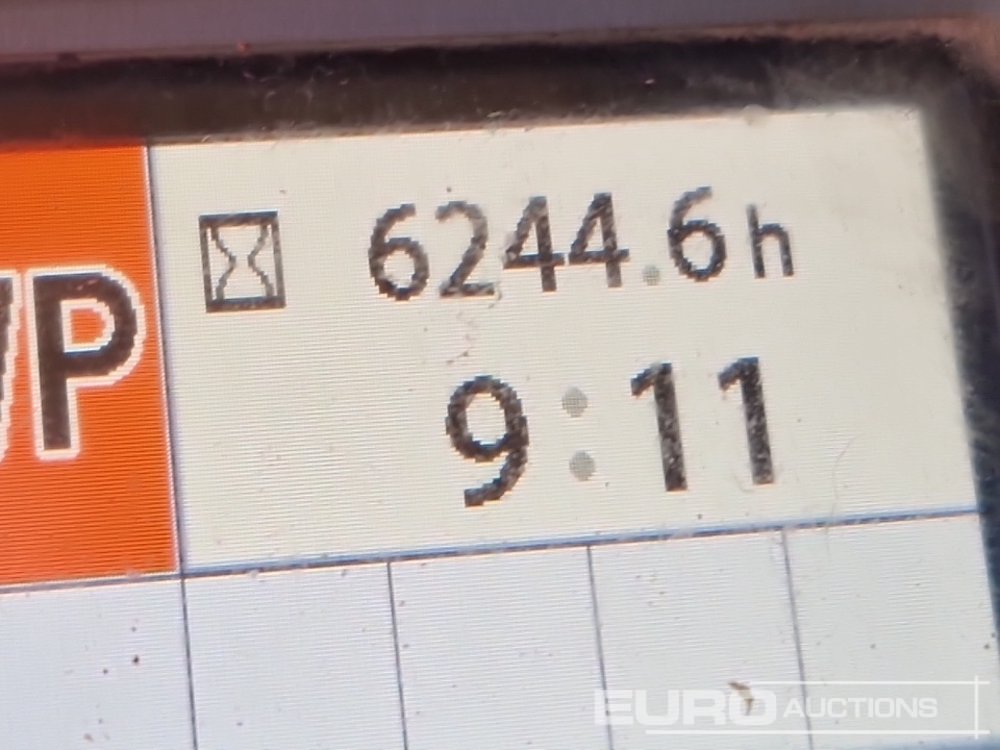 6244.6 h
9:11
P
EURO AUCTIONS